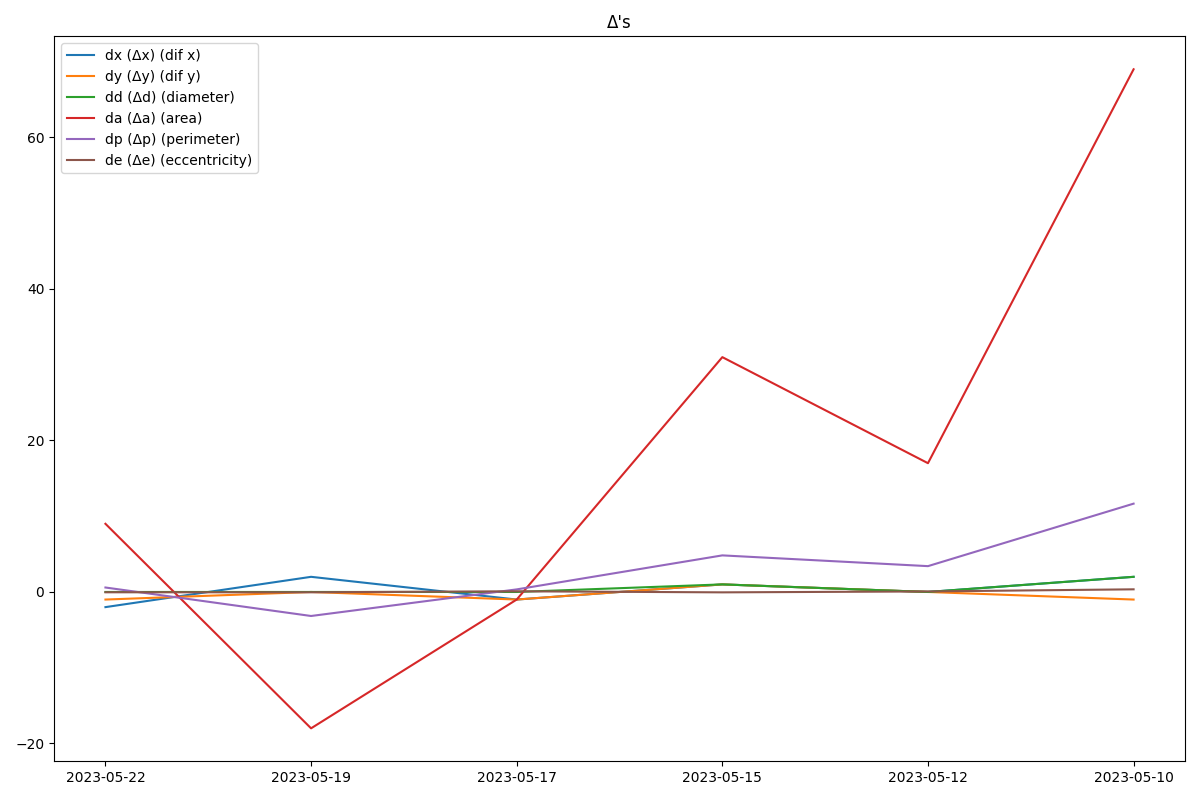 Δ's
dx (Δx) (dif x)
dy (Δy) (dif y)
dd (Δd) (diameter)
da (Δa) (area)
dp (Δp) (perimeter)
de (Δe) (eccentricity)
60
40
20
0
−20
2023-05-22 2023-05-19 2023-05-17 2023-05-15 2023-05-12 2023-05-10